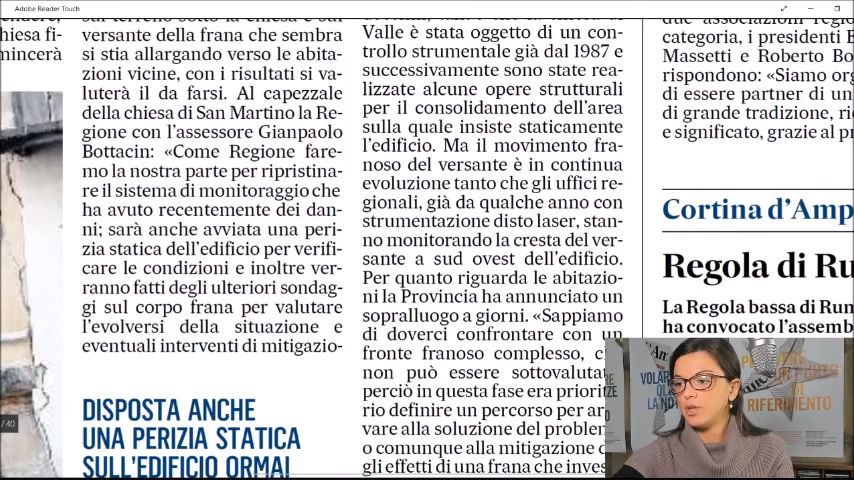 Adobe Reader Touch
chiesa fi-
mincerà
/ 40
versante della frana che sembra
si stia allargando verso le abita-
zioni vicine, con i risultati si va-
luterà il da farsi. Al capezzale
della chiesa di San Martino la Re-
gione con l'assessore Gianpaolo
Bottacin: «Come Regione fare-
mo la nostra parte per ripristina-
re il sistema di monitoraggio che
ha avuto recentemente dei dan-
ni; sarà anche avviata una peri-
zia statica dell'edificio per verifi-
care le condizioni e inoltre ver-
ranno fatti degli ulteriori sondag-
gi sul corpo frana per valutare
l'evolversi della situazione e
eventuali interventi di mitigazio-
DISPOSTA ANCHE
UNA PERIZIA STATICA
SULL'EDIFICIO ORMAI
Valle è stata oggetto di un con-
trollo strumentale già dal 1987 e
successivamente sono state rea-
lizzate alcune opere strutturali
per il consolidamento dell'area
sulla quale insiste staticamente
l'edificio. Ma il movimento fra-
noso del versante è in continua
evoluzione tanto che gli uffici re-
gionali, già da qualche anno con
strumentazione disto laser, stan-
no monitorando la cresta del ver-
sante a sud ovest dell'edificio.
Per quanto riguarda le abitazio-
ni la Provincia ha annunciato un
sopralluogo a giorni. «Sappiamo
di doverci confrontare con un
fronte franoso complesso, c
non può essere sottovaluta
perciò in questa fase era priorit
rio definire un percorso per ar
vare alla soluzione del problem
o comunque alla mitigazione d
gli effetti di una frana che inves
due associazioni regio
categoria, i presidenti E
Massetti e Roberto Bo
rispondono: «Siamo org
di essere partner di un
di grande tradizione, ri
e significato, grazie al pr
Cortina d'Amp
Regola di Ru
La Regola bassa di Rum
ha convocato l'assemb
VOLAR
LA NO
RIFERIMENTO